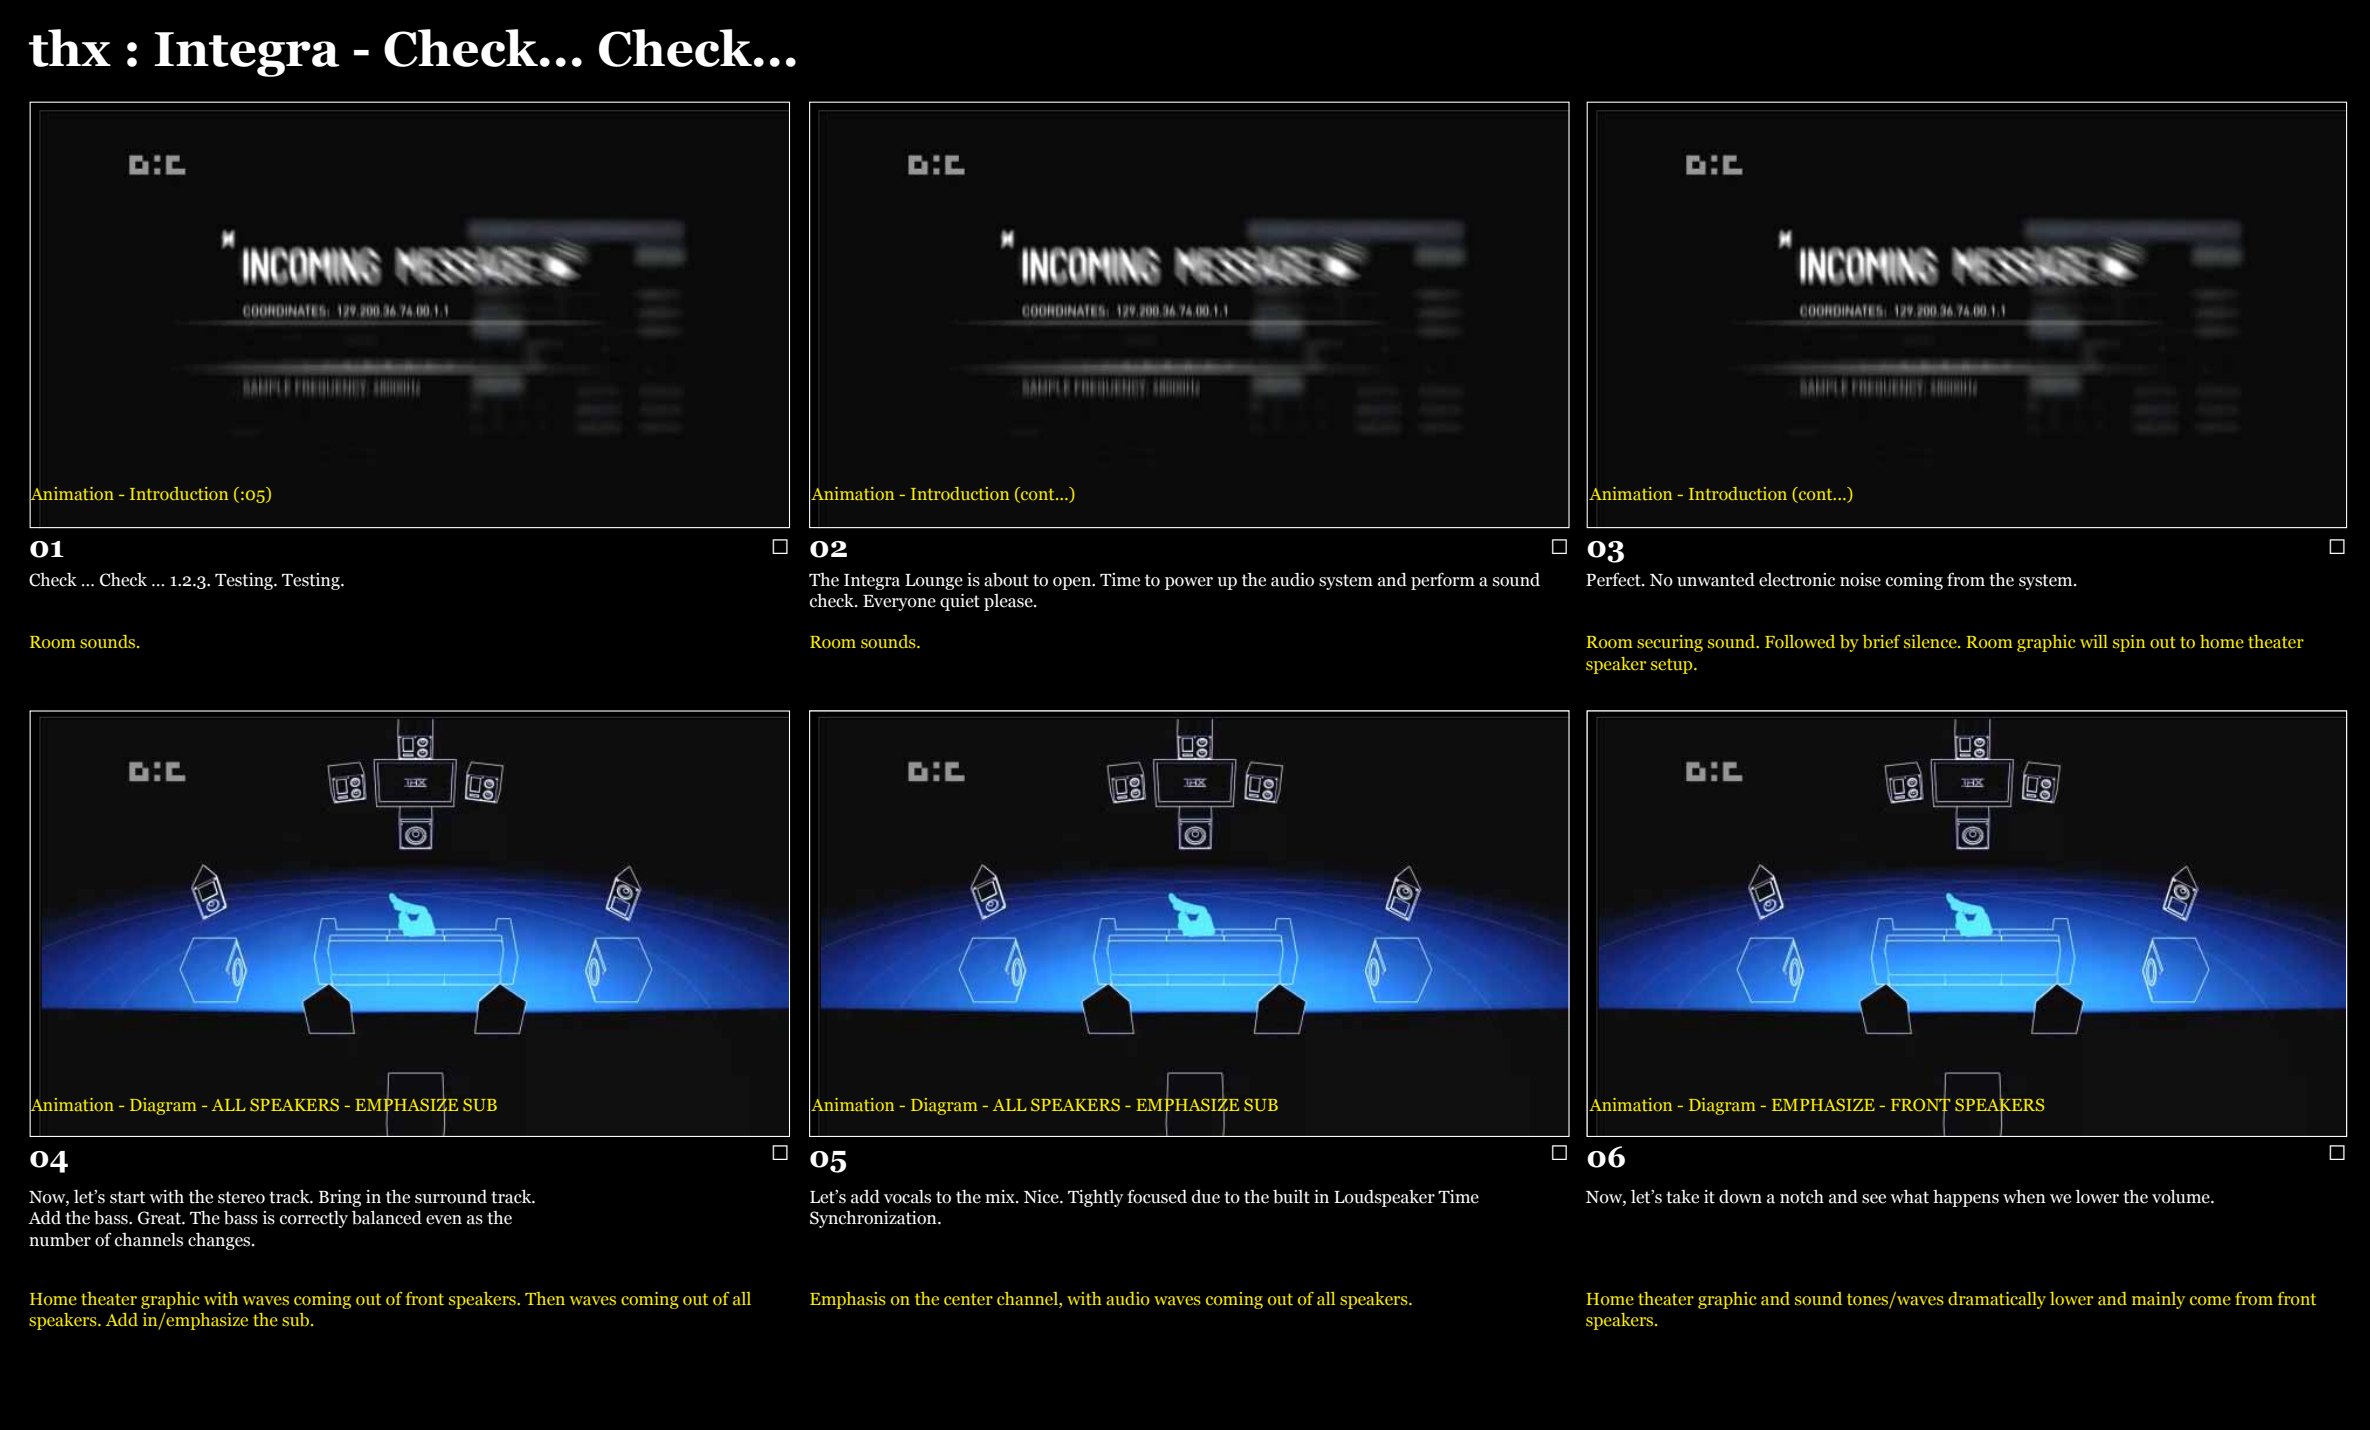 thx : Integra - Check... Check...
INCOMING MESSAGE
COORDINATES: 129.200.36.74.00.1.1
SAMPLE FREQUENCY:
Animation - Introduction (:05)
INCOMING MESSAGE
COORDINATES: 129.200.36.74.00.1.1
SAMPLE FREQUENCY:
Animation - Introduction (cont...)
INCOMING MESSAGE
COORDINATES: 129.200.36.74.00.1.1
SAMPLE FREQUENCY:
Animation - Introduction (cont...)
01
Check ... Check ... 1.2.3. Testing. Testing.
Room sounds.
02
The Integra Lounge is about to open. Time to power up the audio system and perform a sound
check. Everyone quiet please.
Room sounds.
03
Perfect. No unwanted electronic noise coming from the system.
Room securing sound. Followed by brief silence. Room graphic will spin out to home theater
speaker setup.
THX
Animation - Diagram - ALL SPEAKERS - EMPHASIZE SUB
THX
Animation - Diagram - ALL SPEAKERS - EMPHASIZE SUB
THX
Animation - Diagram - EMPHASIZE - FRONT SPEAKERS
04
Now, let's start with the stereo track. Bring in the surround track.
Add the bass. Great. The bass is correctly balanced even as the
number of channels changes.
Home theater graphic with waves coming out of front speakers. Then waves coming out of all
speakers. Add in/emphasize the sub.
05
Let's add vocals to the mix. Nice. Tightly focused due to the built in Loudspeaker Time
Synchronization.
Emphasis on the center channel, with audio waves coming out of all speakers.
06
Now, let's take it down a notch and see what happens when we lower the volume.
Home theater graphic and sound tones/waves dramatically lower and mainly come from front
speakers.